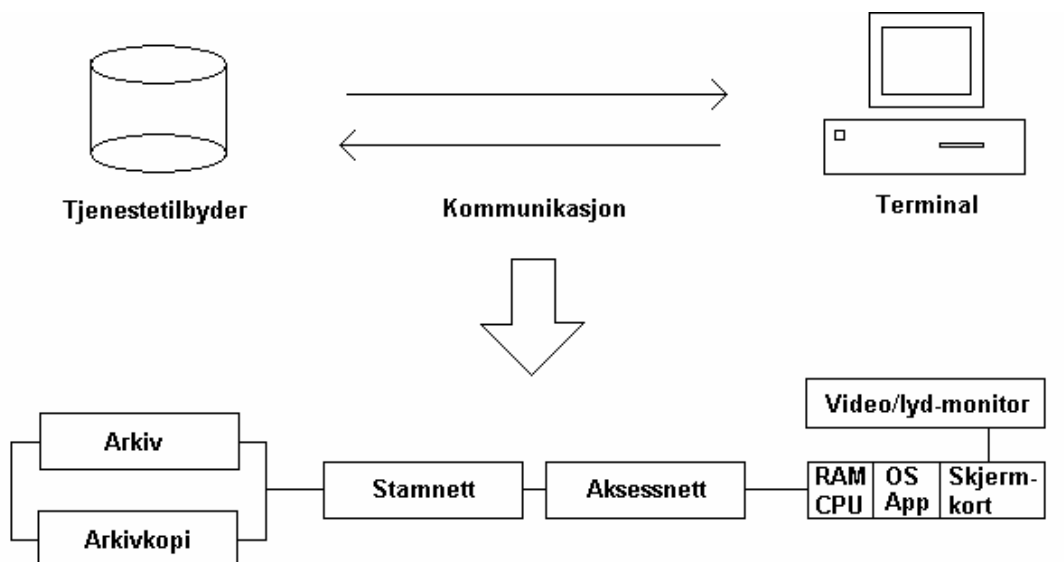 Tjenestetilbyder
Kommunikasjon
Terminal
Video/lyd-monitor
Arkiv
Arkivkopi
Stamnett
Aksessnett
RAM
CPU
OS
App
Skjerm-
kort